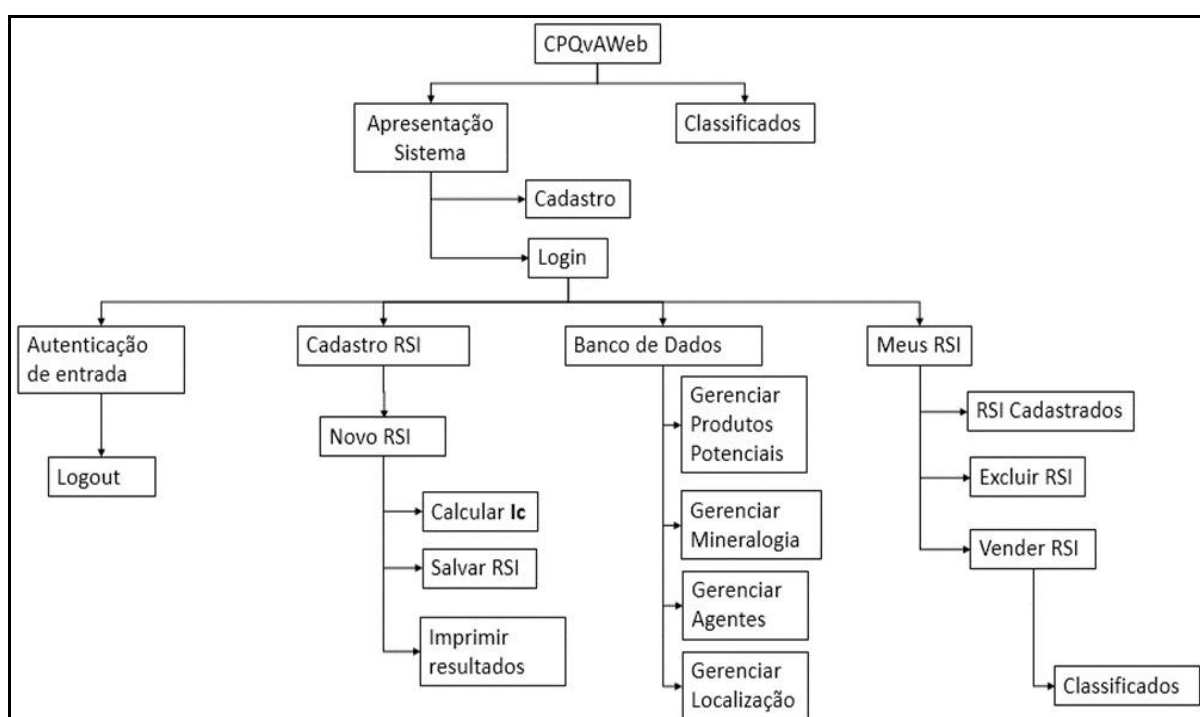 CPQvAWeb
Apresentação
Sistema
Classificados
Cadastro
Login
Autenticação
de entrada
Cadastro RSI
Banco de Dados
Meus RSI
Logout
Novo RSI
Calcular Ic
Salvar RSI
Imprimir
resultados
Gerenciar
Produtos
Potenciais
Gerenciar
Mineralogia
Gerenciar
Agentes
Gerenciar
Localização
RSI Cadastrados
Excluir RSI
Vender RSI
Classificados